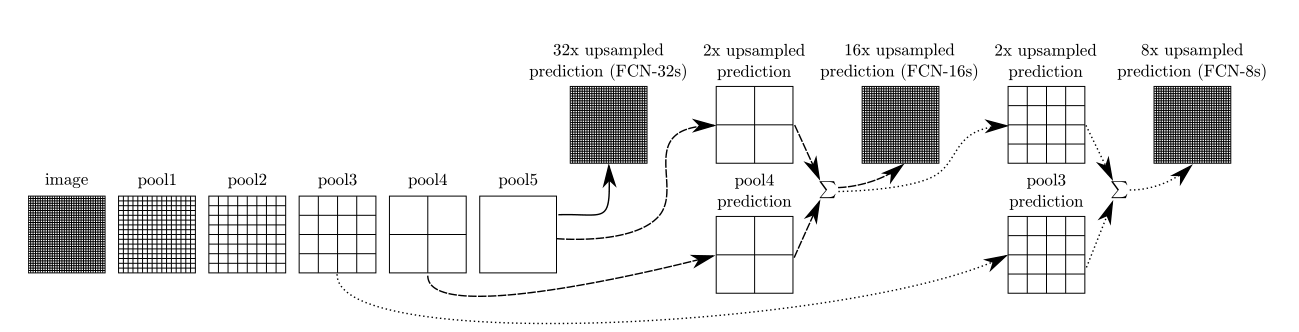 32x upsampled
prediction (FCN-32s)
2x upsampled
prediction
16x upsampled
prediction (FCN-16s)
2x upsampled
prediction
8x upsampled
prediction (FCN-8s)
image
pool1
pool2
pool3
pool4
pool5
pool4
prediction
∑
pool3
prediction
∑